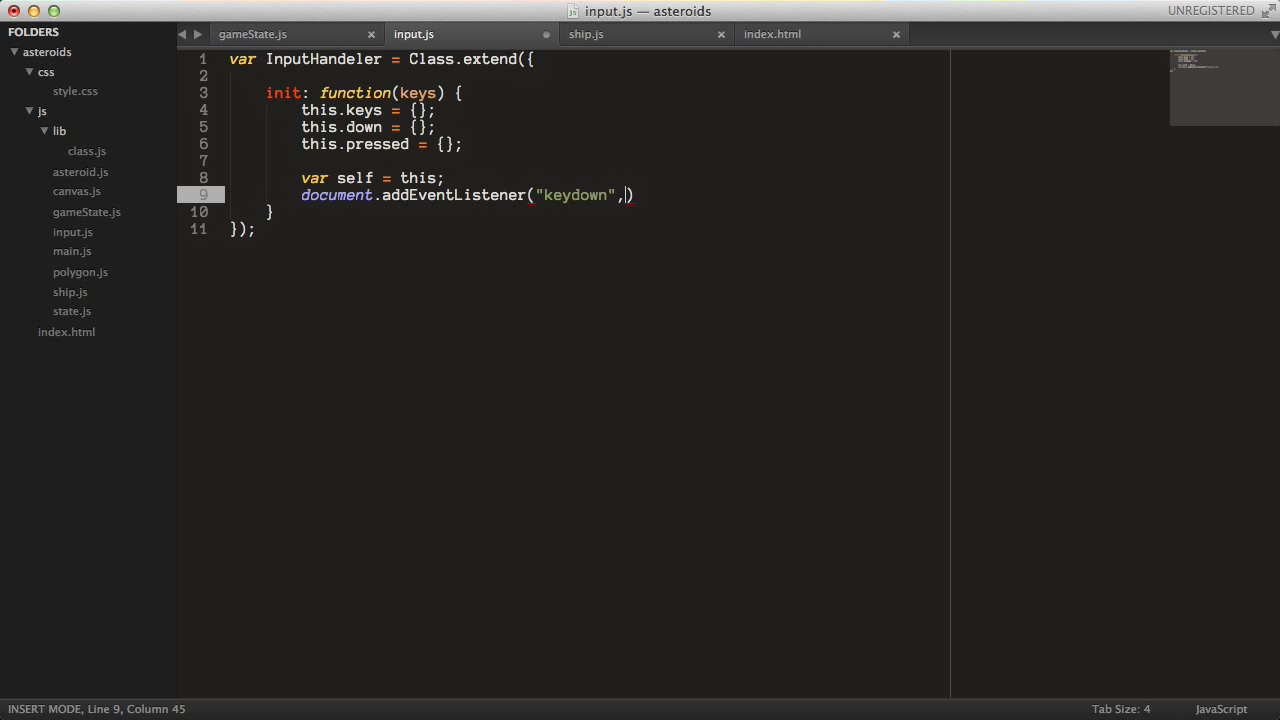 input.js — asteroids
UNREGISTERED
FOLDERS
asteroids
css
style.css
js
lib
class.js
asteroid.js
canvas.js
gameState.js
input.js
main.js
polygon.js
ship.js
state.js
index.html
gameState.js
input.js
ship.js
index.html
1 var InputHandeler = Class.extend({
2
3 init: function(keys) {
4 this.keys = {};
5 this.down = {};
6 this.pressed = {};
7
8 var self = this;
9 document.addEventListener("keydown",)
10 }
11 });
INSERT MODE, Line 9, Column 45
Tab Size: 4
JavaScript